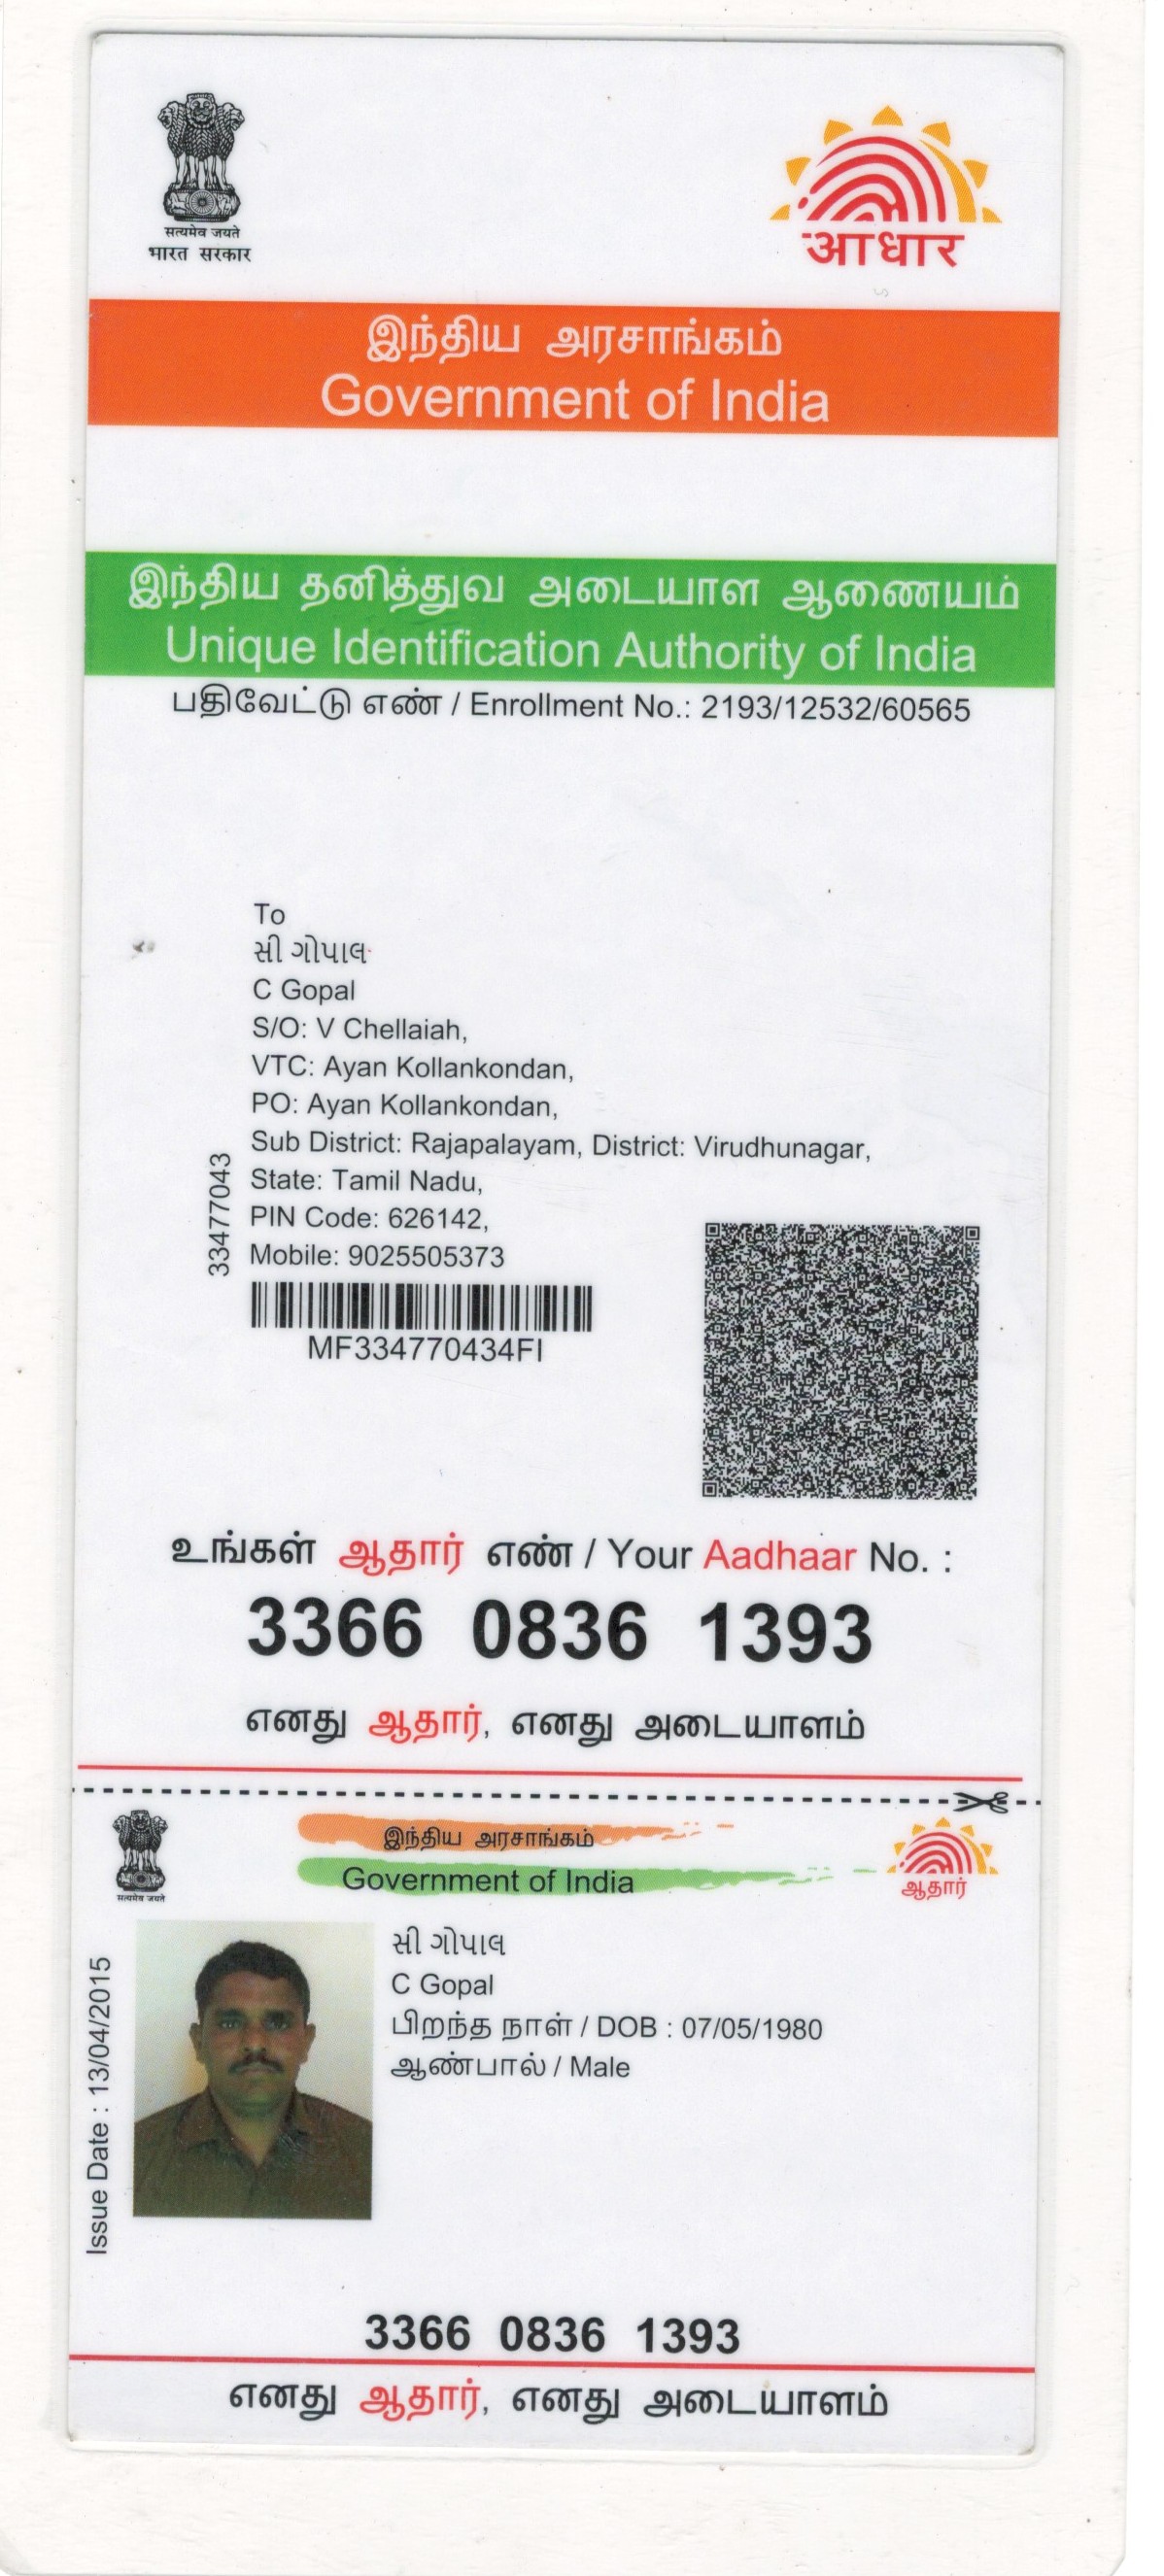 सत्यमेव जयते
भारत सरकार
आधार
இந்திய அரசாங்கம்
Government of India
இந்திய தனித்துவ அடையாள ஆணையம்
Unique Identification Authority of India
பதிவேட்டு எண் / Enrollment No.: 2193/12532/60565
To
சி கோபால்
C Gopal
S/O: V Chellaiah,
VTC: Ayan Kollankondan,
PO: Ayan Kollankondan,
Sub District: Rajapalayam, District: Virudhunagar,
State: Tamil Nadu,
PIN Code: 626142,
Mobile: 9025505373
33477043
MF334770434FI
உங்கள் ஆதார் எண் / Your Aadhaar No. :
3366 0836 1393
எனது ஆதார், எனது அடையாளம்
सत्यमेव जयते
இந்திய அரசாங்கம்
Government of India
ஆதார்
சி கோபால்
C Gopal
பிறந்த நாள் / DOB : 07/05/1980
ஆண்பால் / Male
Issue Date : 13/04/2015
3366 0836 1393
எனது ஆதார், எனது அடையாளம்